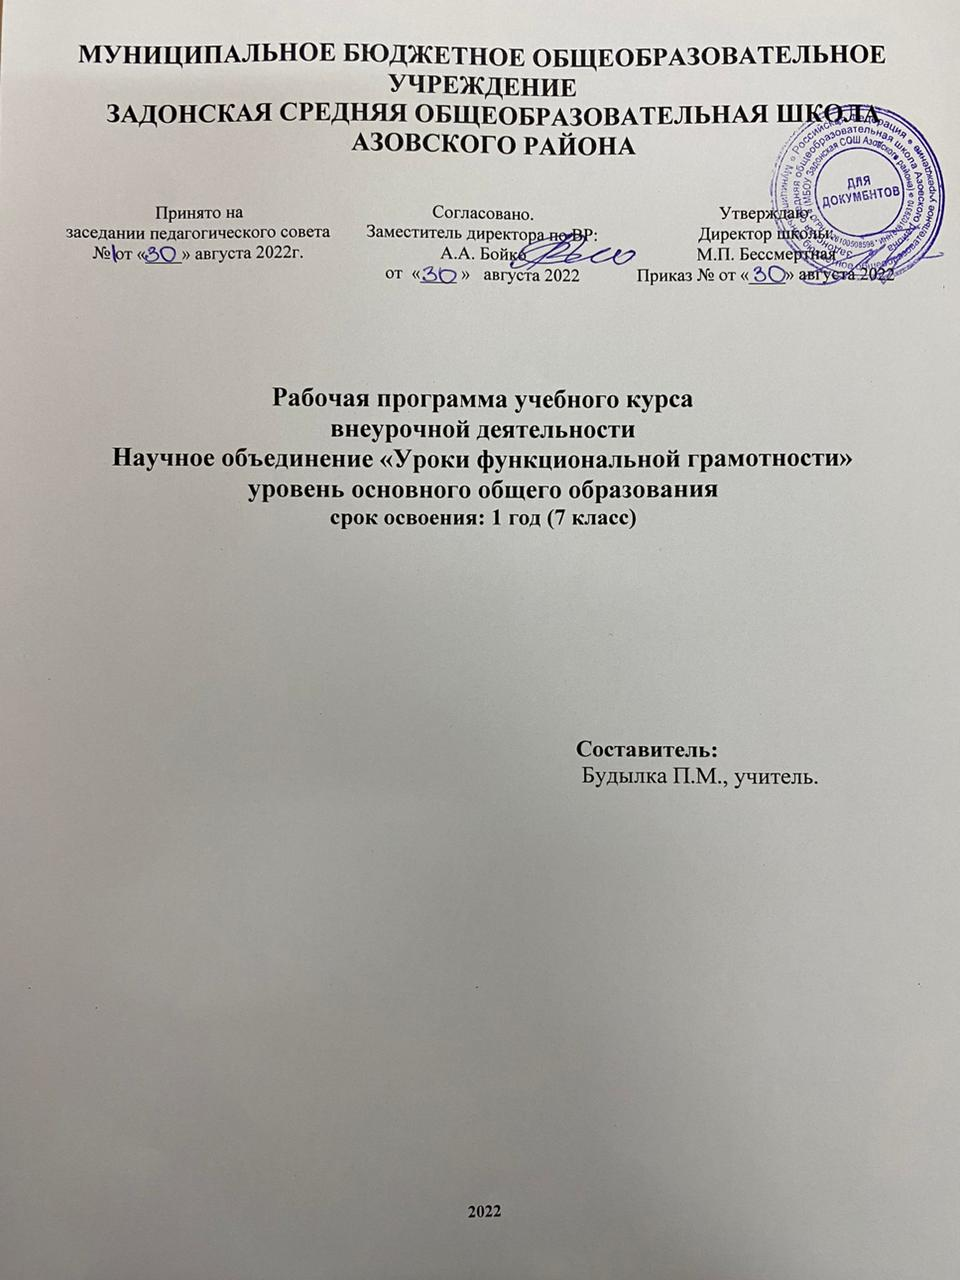 МУНИЦИПАЛЬНОЕ БЮДЖЕТНОЕ ОБЩЕОБРАЗОВАТЕЛЬНОЕ
УЧРЕЖДЕНИЕ
ЗАДОНСКАЯ СРЕДНЯЯ ОБЩЕОБРАЗОВАТЕЛЬНАЯ ШКОЛА
АЗОВСКОГО РАЙОНА
Принято на
заседании педагогического совета
№1 от «30» августа 2022г.
Согласовано.
Заместитель директора по ВР:
А.А. Бойко
от «30» августа 2022
Утверждаю.
Директор школы:
М.П. Бессмертная
Приказ № от «30» августа 2022
ДЛЯ
ДОКУМЕНТОВ
Рабочая программа учебного курса
внеурочной деятельности
Научное объединение «Уроки функциональной грамотности»
уровень основного общего образования
срок освоения: 1 год (7 класс)
Составитель:
Будылка П.М., учитель.
2022